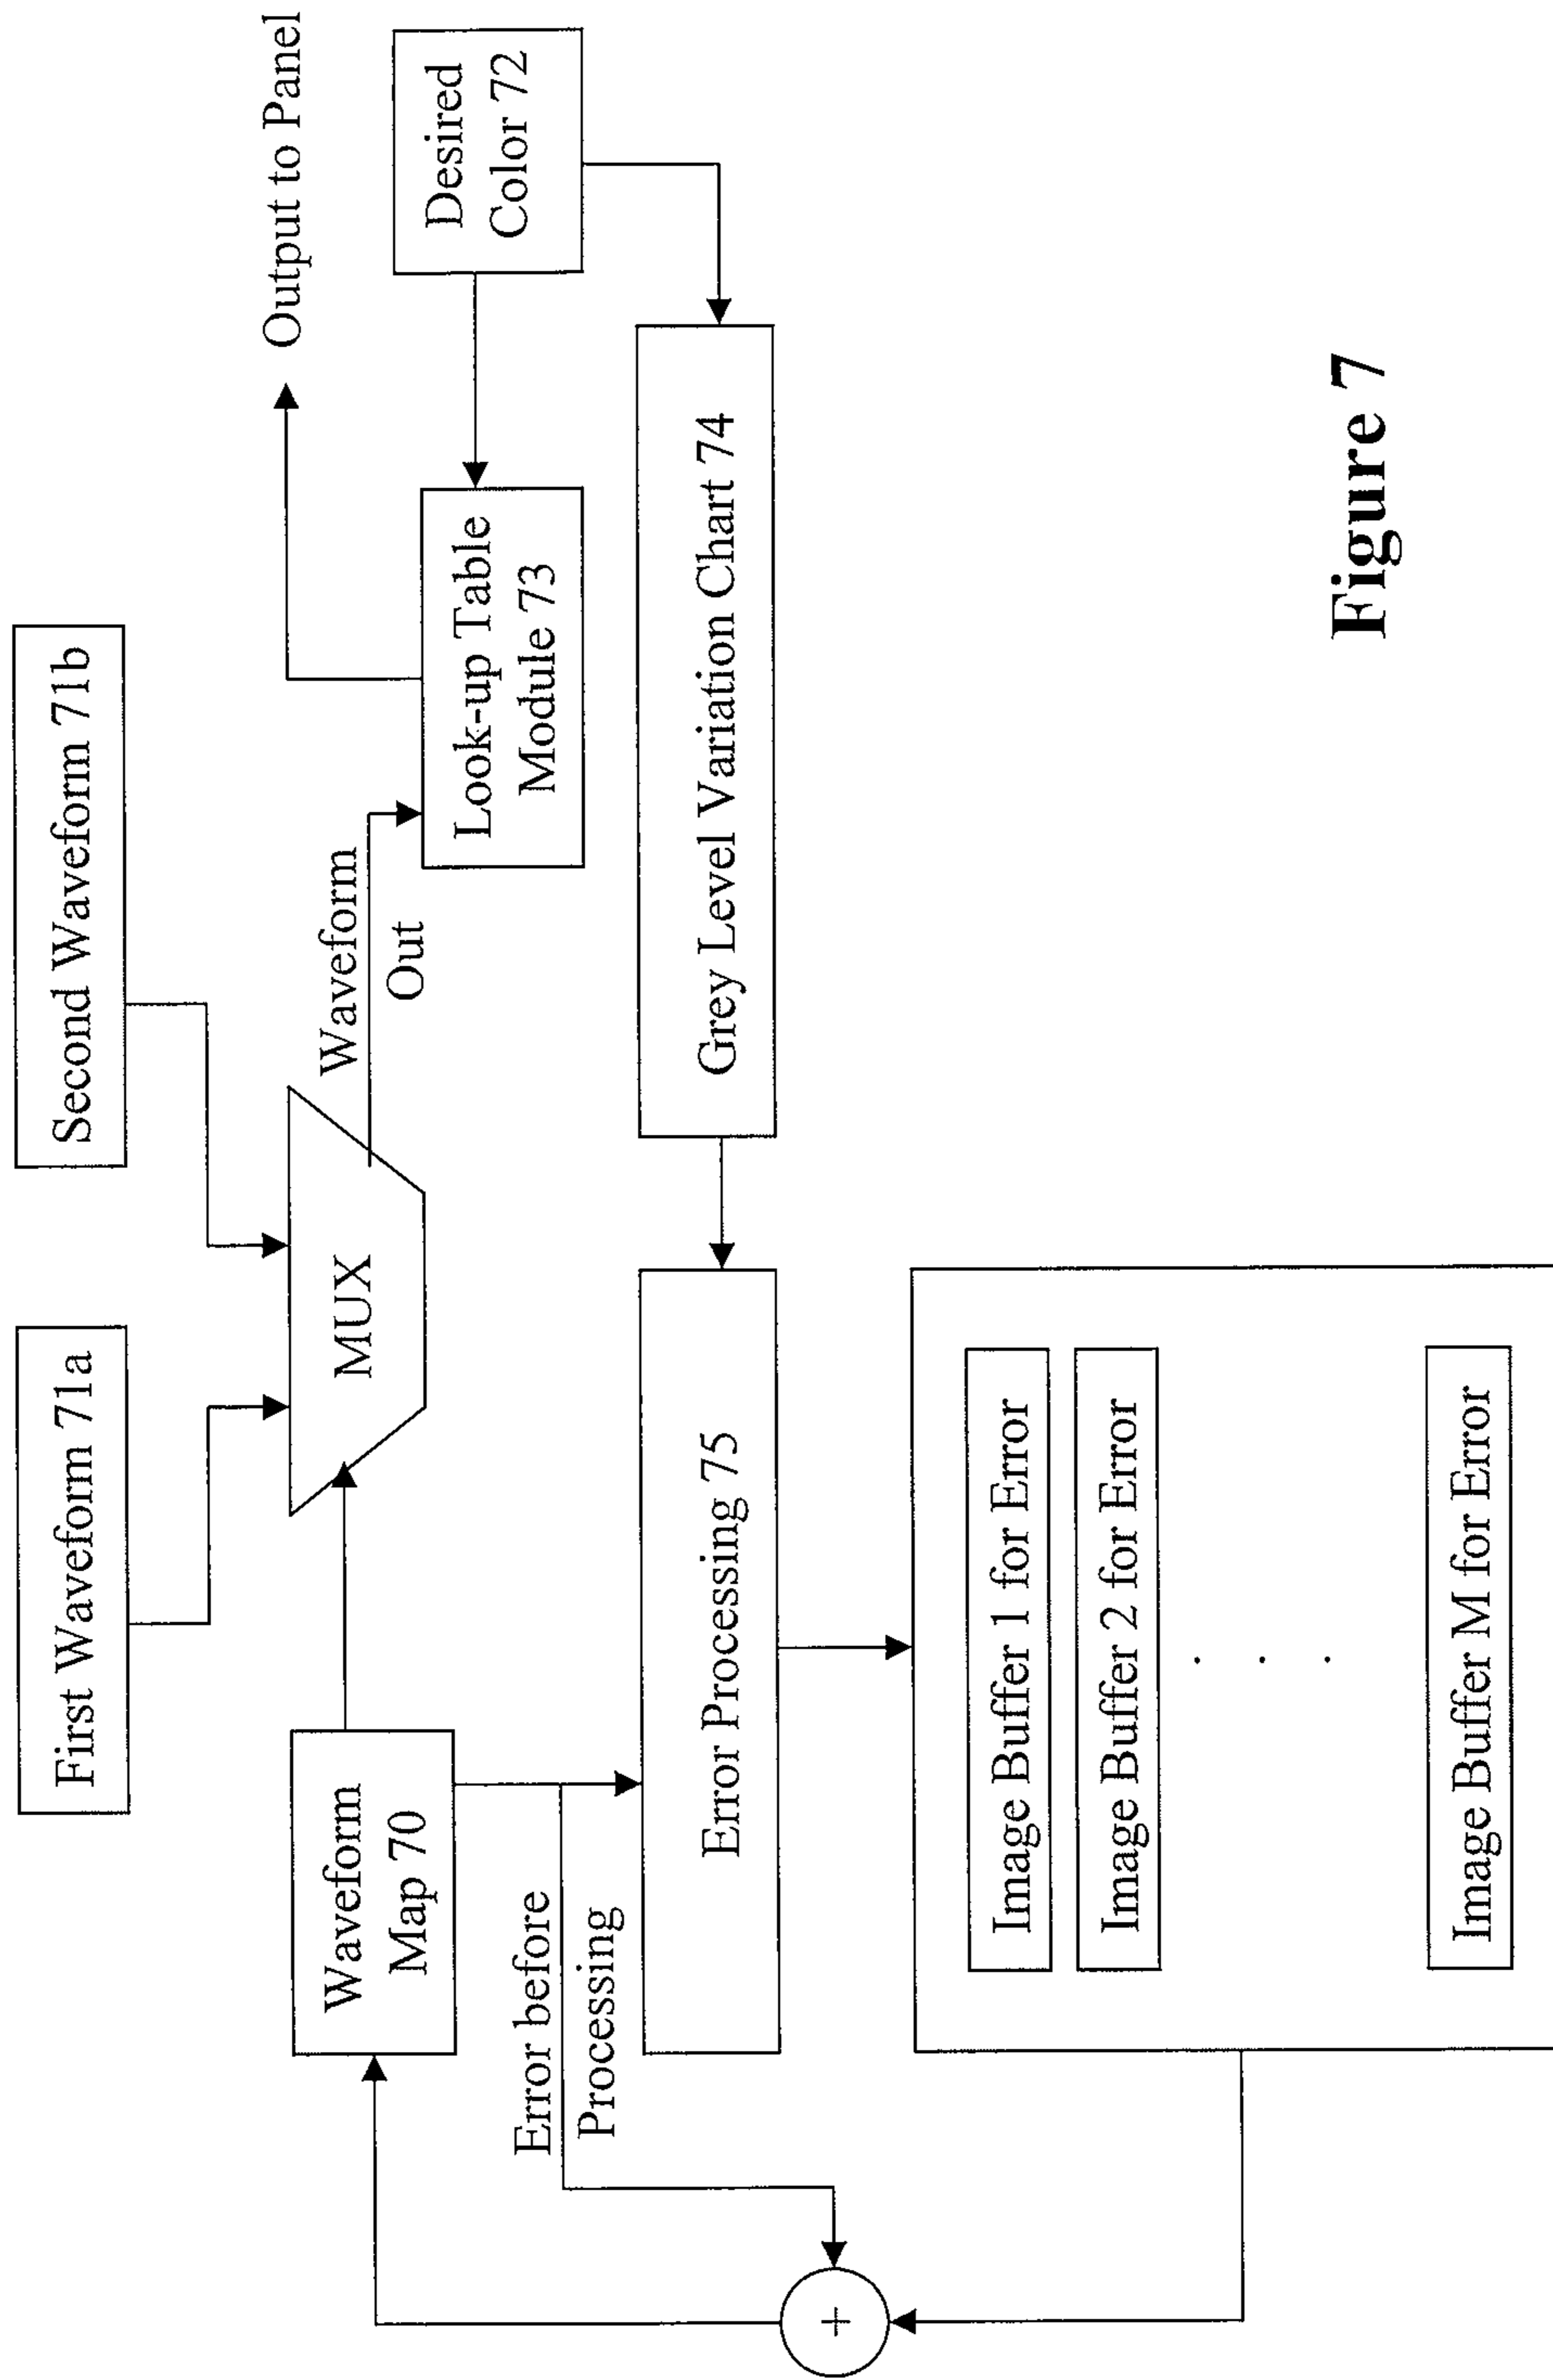 First Waveform 71a
Second Waveform 71b
Output to Panel
Waveform
Map 70
MUX
Waveform
Out
Look-up Table
Module 73
Desired
Color 72
Error before
Processing
Error Processing 75
Grey Level Variation Chart 74
+
Image Buffer 1 for Error
Image Buffer 2 for Error
. . .
Image Buffer M for Error
Figure 7